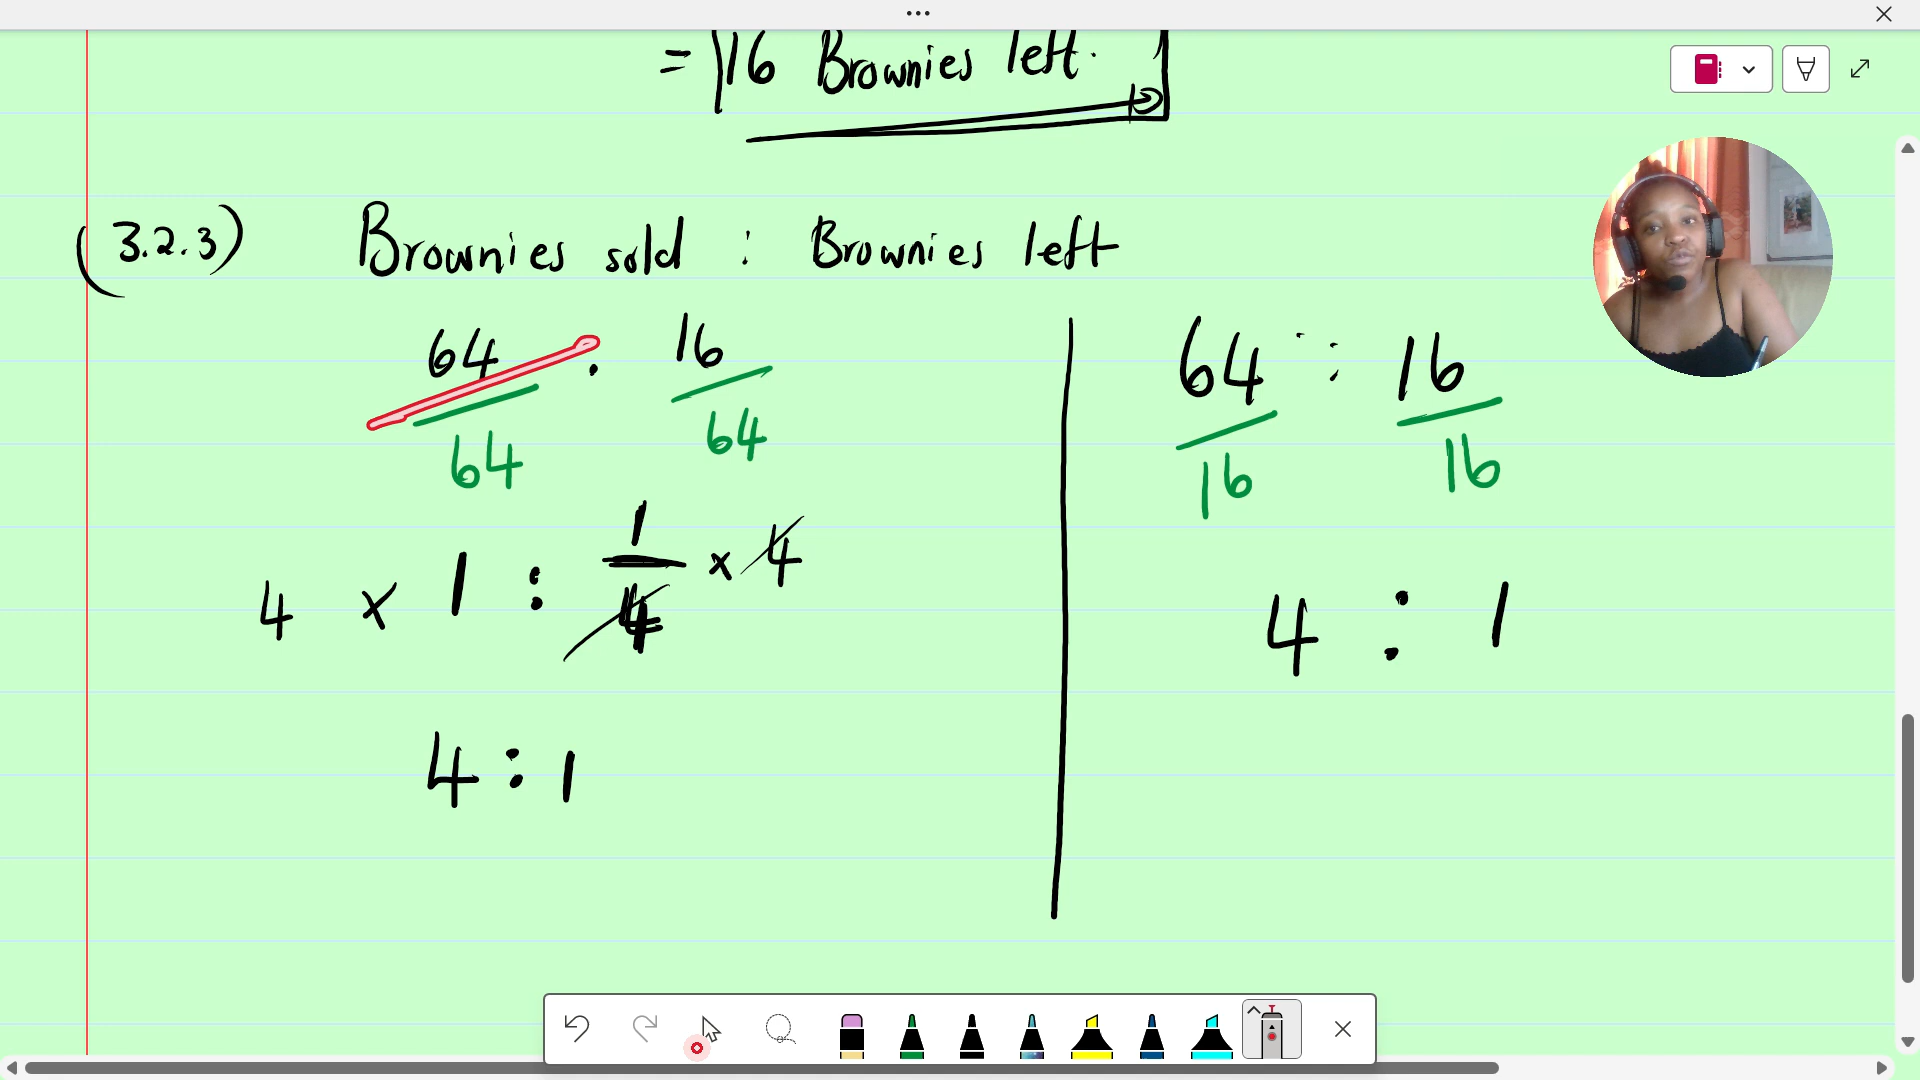 = 16 Brownies left.
(3.2.3) Brownies sold : Brownies left
64 : 16
64 64
4 x 1 : 1/4 x 4
4 : 1
64 : 16
16 16
4 : 1